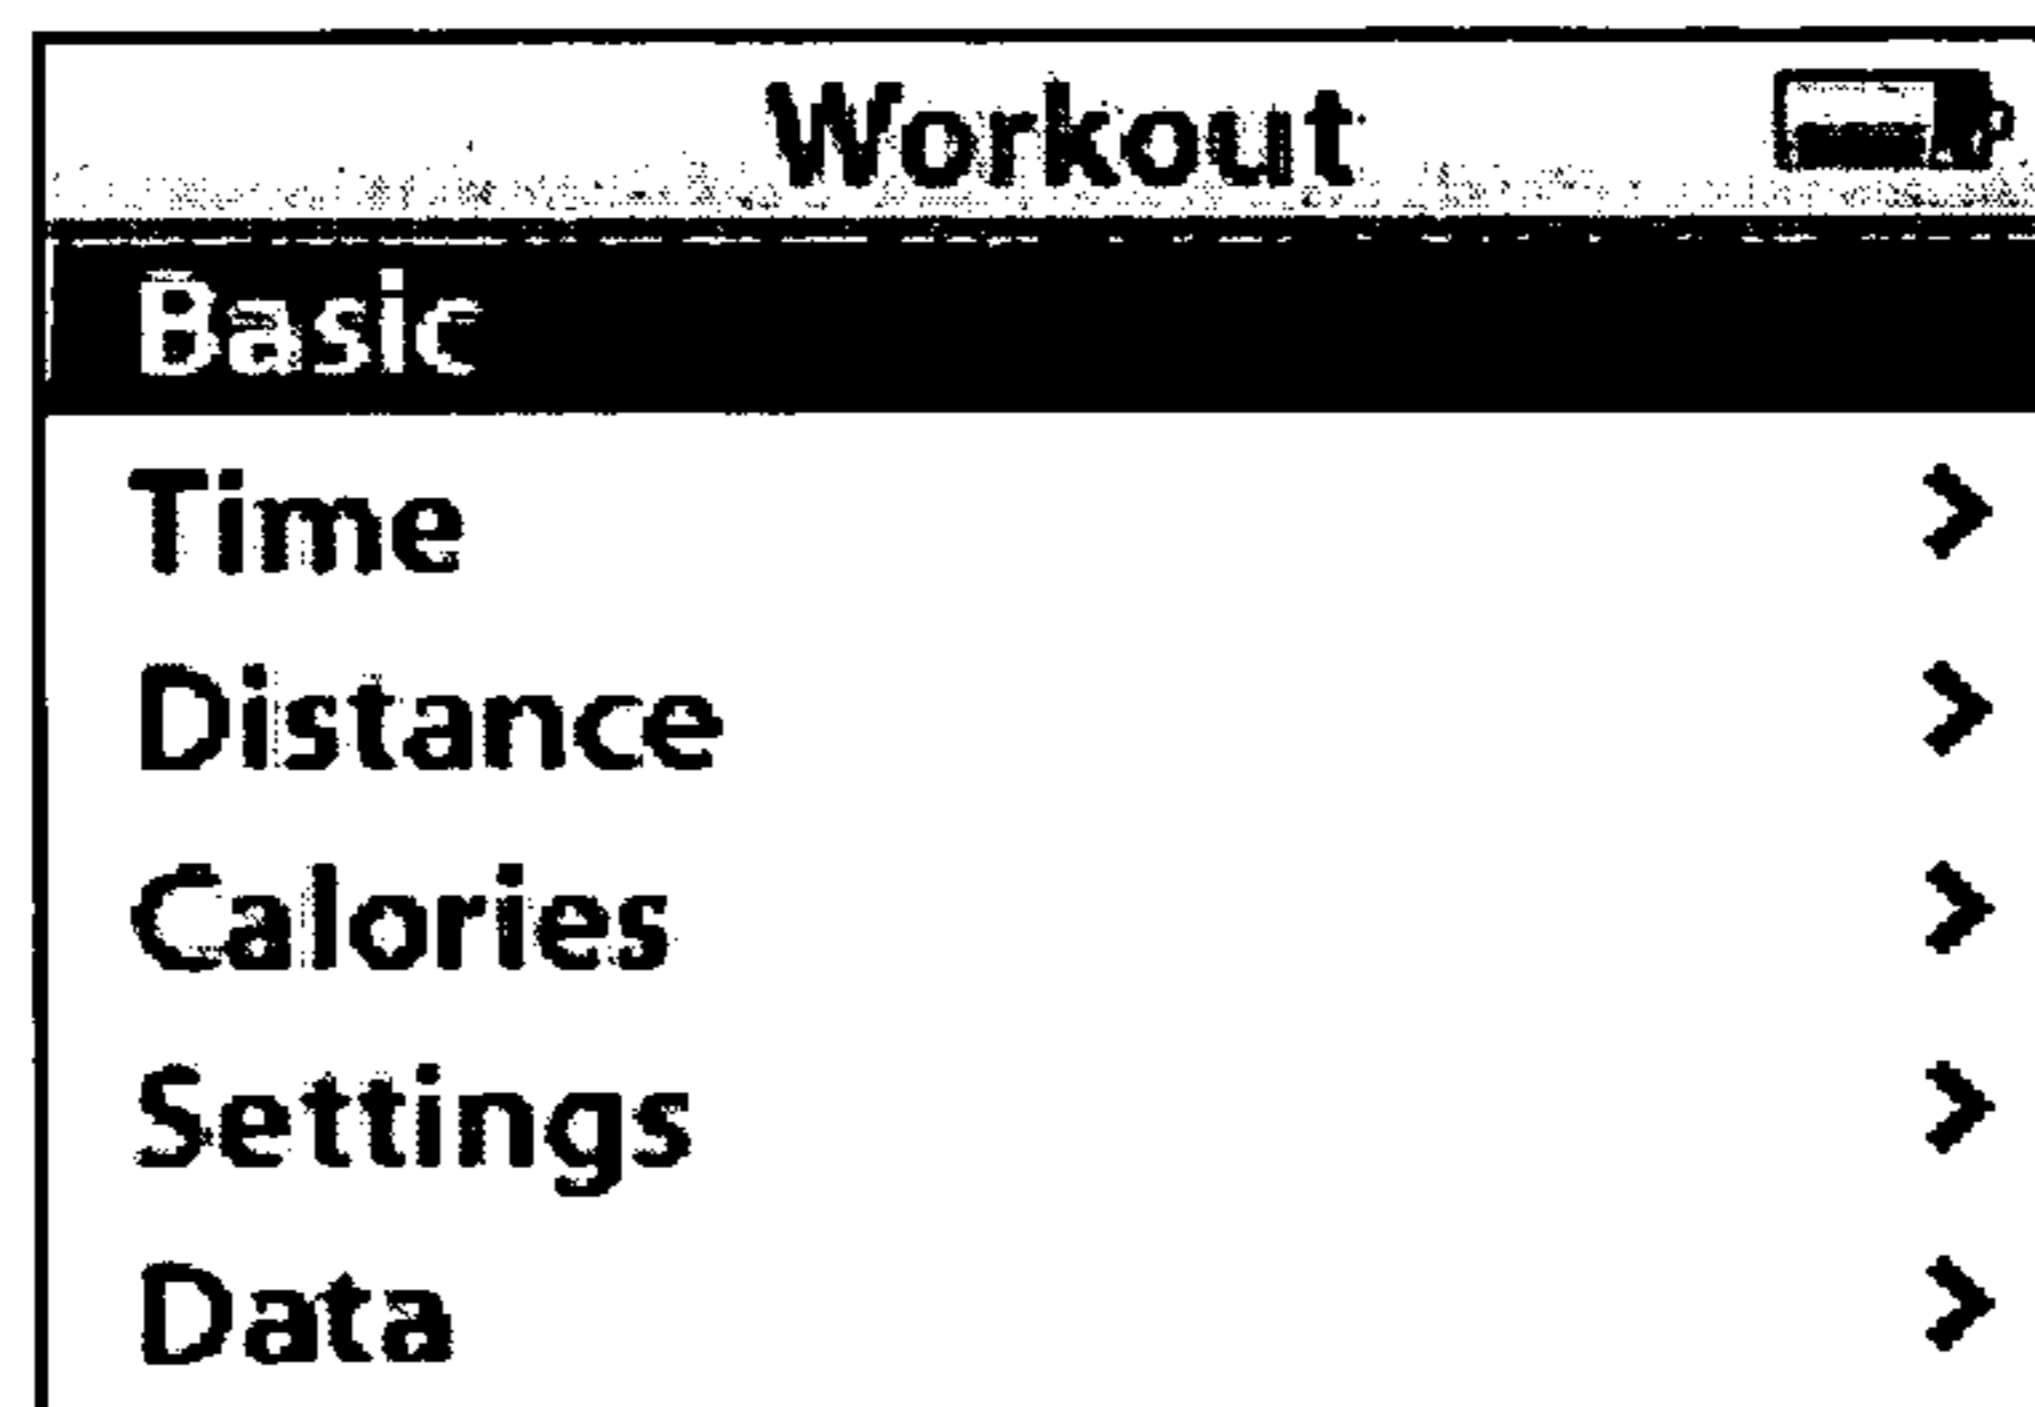 Workout
Basic
Time >
Distance >
Calories >
Settings >
Data >